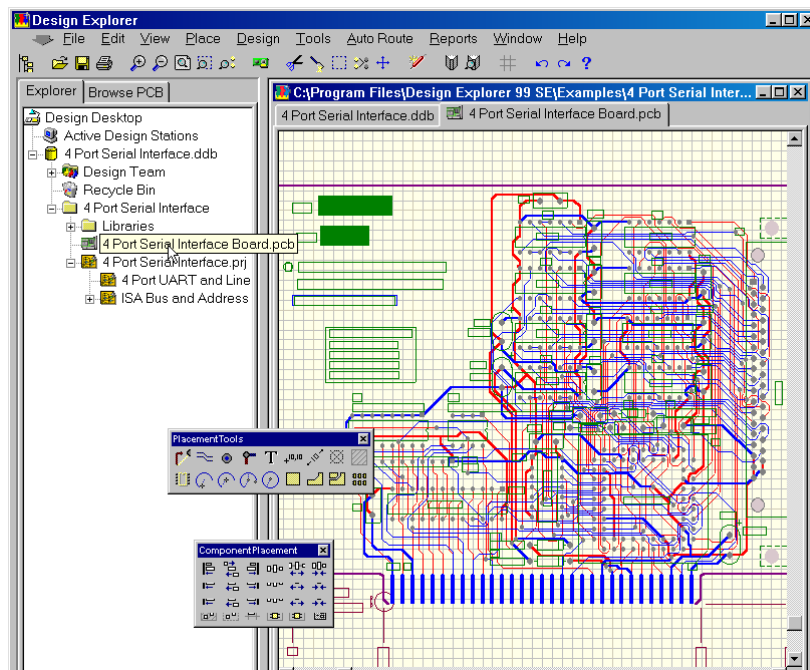 Design Explorer
File Edit View Place Design Tools Auto Route Reports Window Help
Explorer Browse PCB
C:\Program Files\Design Explorer 99 SE\Examples\4 Port Serial Inter...
4 Port Serial Interface.ddb 4 Port Serial Interface Board.pcb
Design Desktop
Active Design Stations
4 Port Serial Interface.ddb
Design Team
Recycle Bin
4 Port Serial Interface
Libraries
4 Port Serial Interface Board.pcb
4 Port Serial Interface.prj
4 Port UART and Line
ISA Bus and Address
PlacementTools
T +10,10
ComponentPlacement